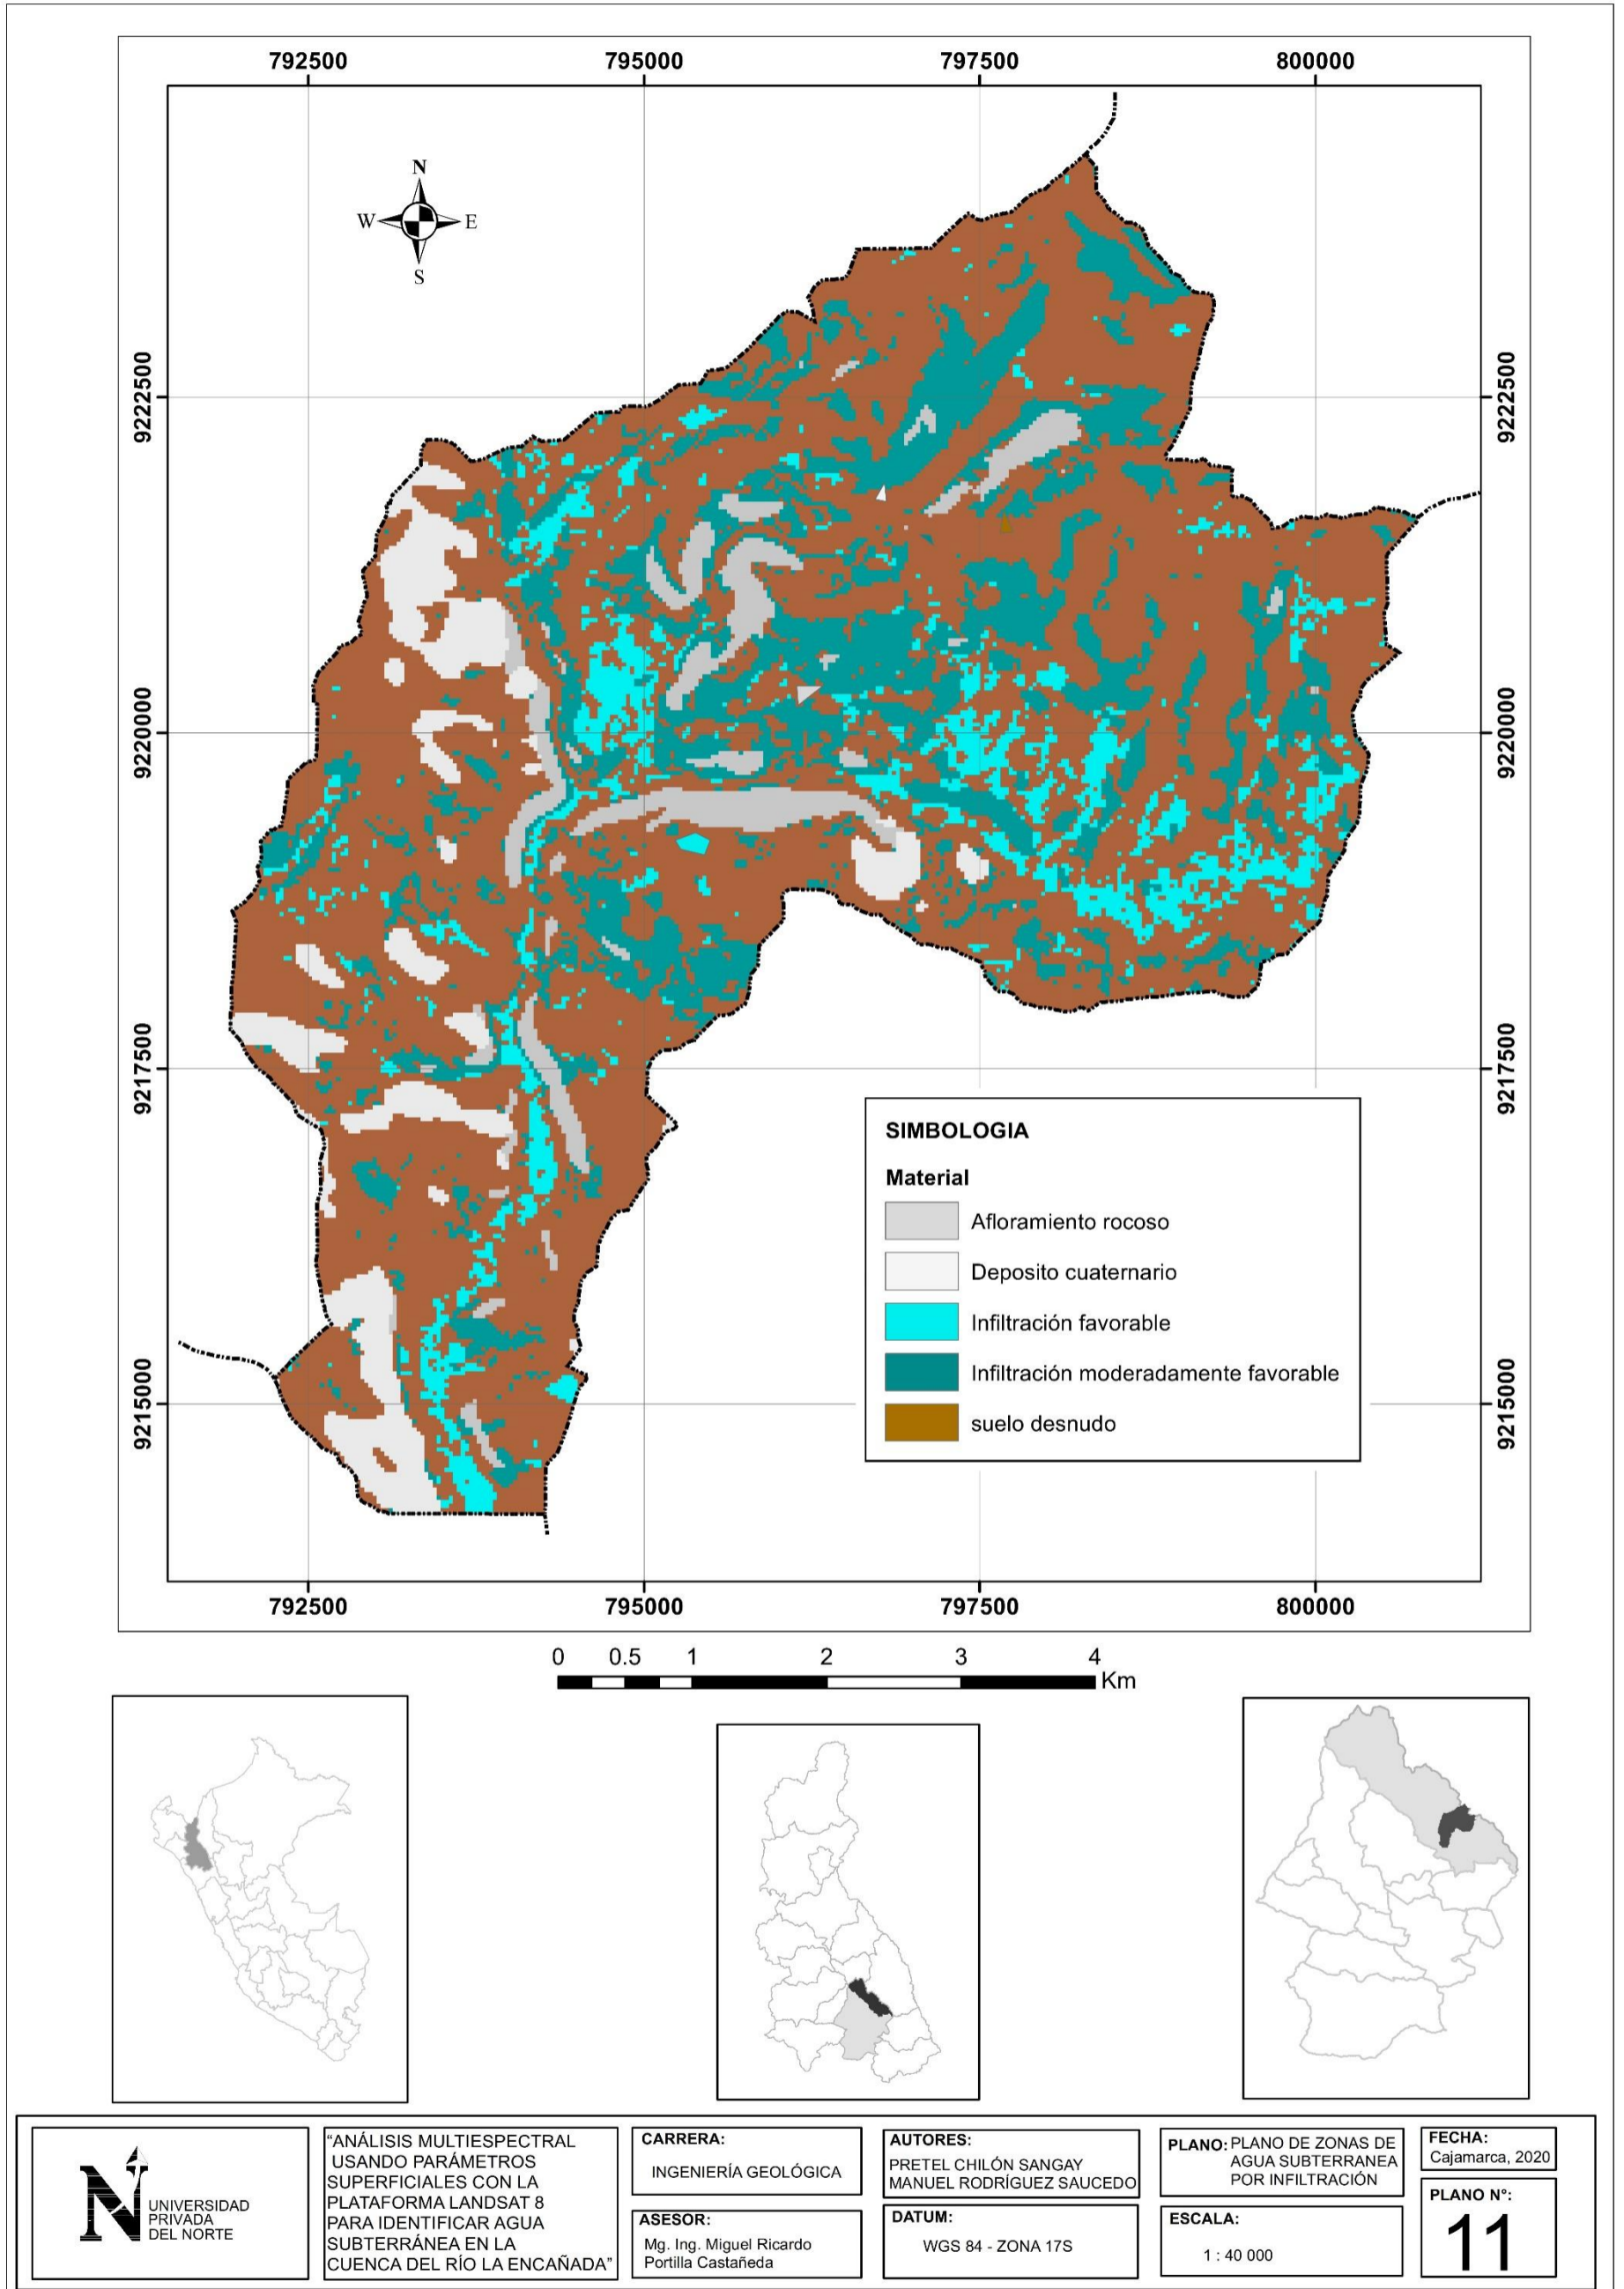 792500 795000 797500 800000
N
W E
S
9222500 9222500
9220000 9220000
9217500 9217500
9215000 9215000
SIMBOLOGIA
Material
Afloramiento rocoso
Deposito cuaternario
Infiltración favorable
Infiltración moderadamente favorable
suelo desnudo
792500 795000 797500 800000
0 0.5 1 2 3 4
Km
N
UNIVERSIDAD
PRIVADA
DEL NORTE
“ANÁLISIS MULTIESPECTRAL
USANDO PARÁMETROS
SUPERFICIALES CON LA
PLATAFORMA LANDSAT 8
PARA IDENTIFICAR AGUA
SUBTERRÁNEA EN LA
CUENCA DEL RÍO LA ENCAÑADA”
CARRERA:
INGENIERÍA GEOLÓGICA
ASESOR:
Mg. Ing. Miguel Ricardo
Portilla Castañeda
AUTORES:
PRETEL CHILÓN SANGAY
MANUEL RODRÍGUEZ SAUCEDO
DATUM:
WGS 84 - ZONA 17S
PLANO: PLANO DE ZONAS DE
AGUA SUBTERRANEA
POR INFILTRACIÓN
ESCALA:
1 : 40 000
FECHA:
Cajamarca, 2020
PLANO N°:
11